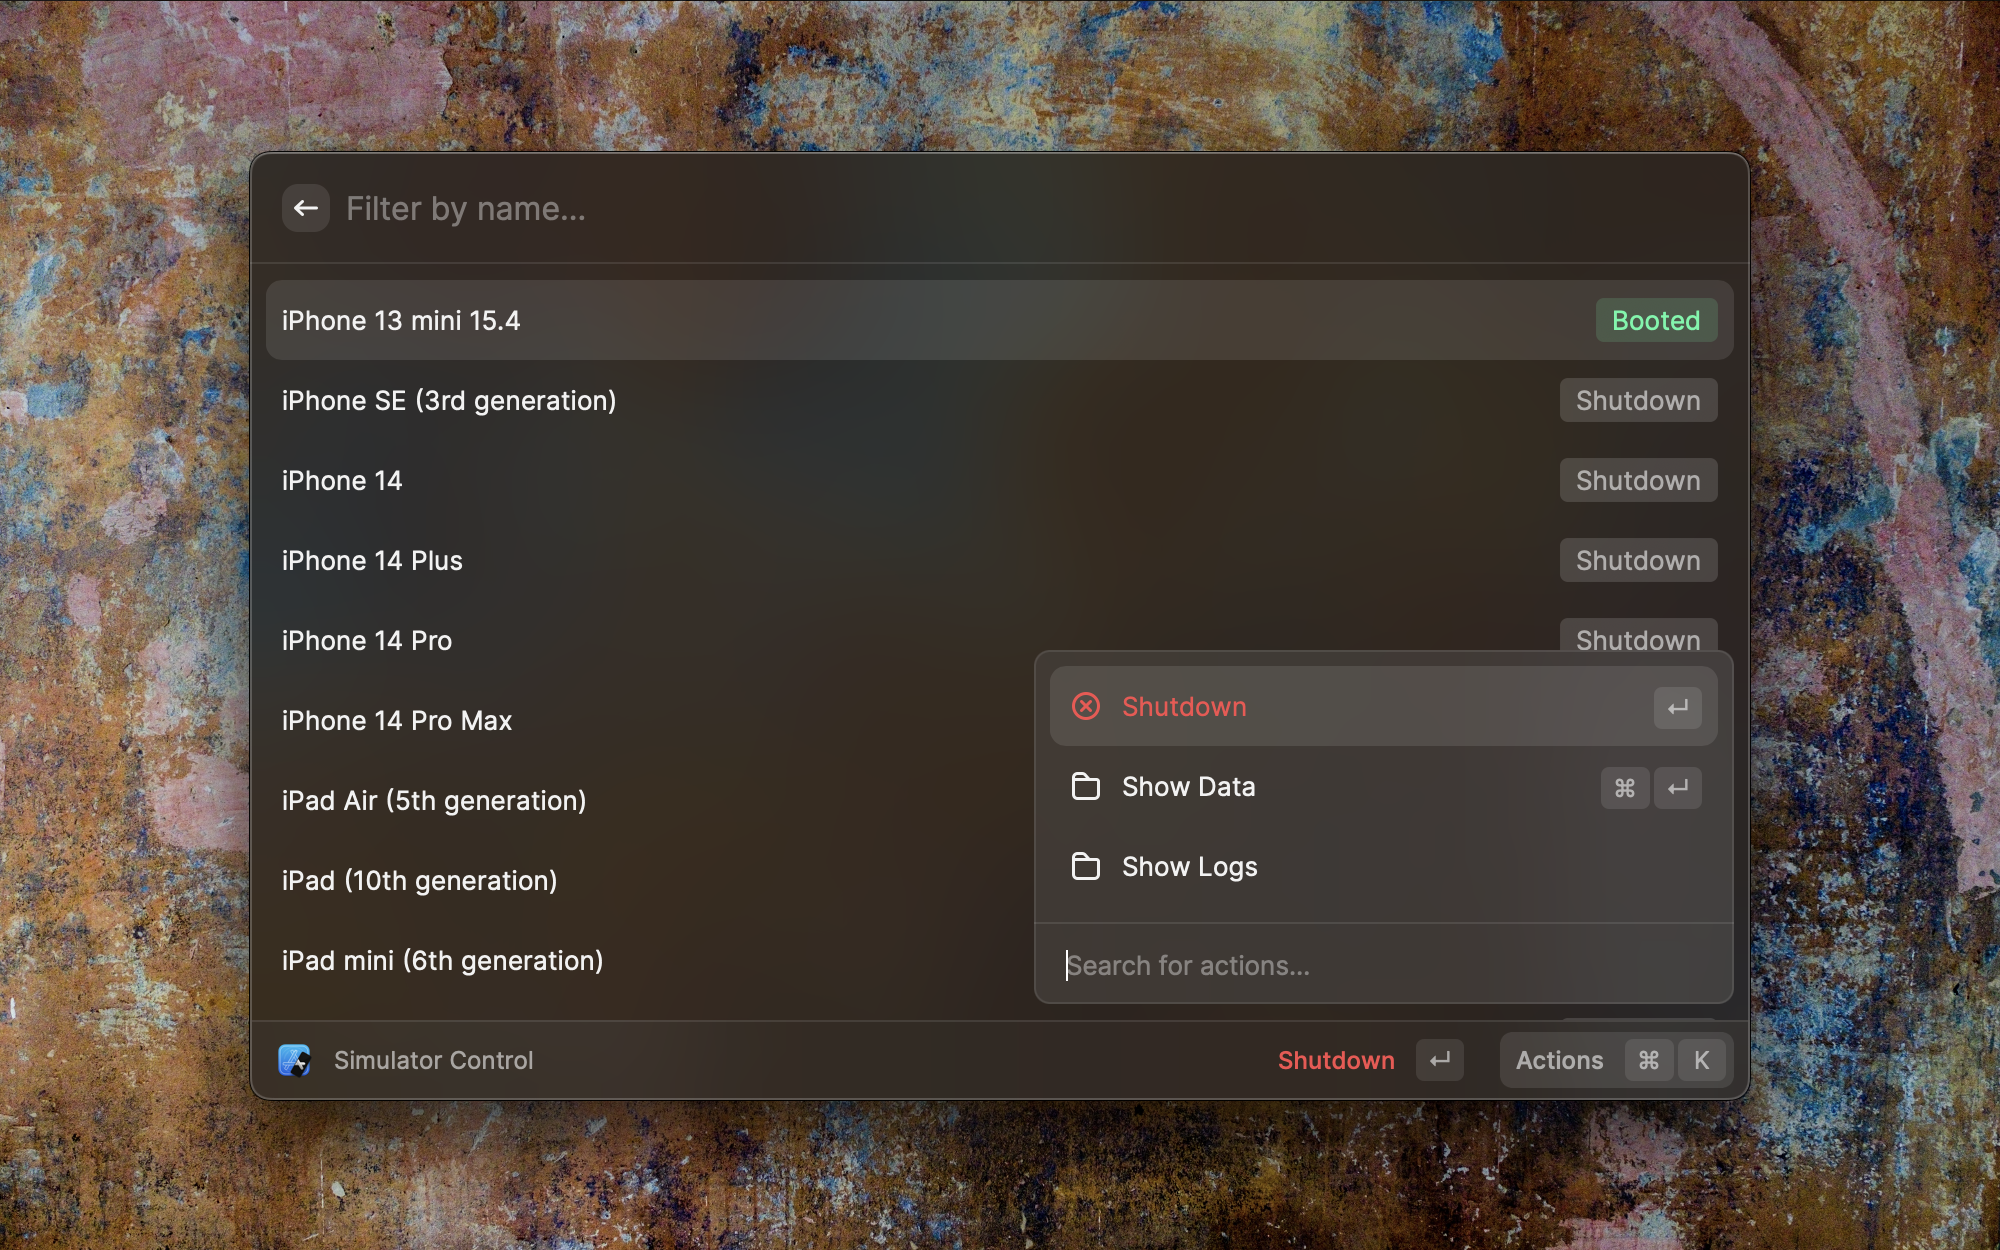 Filter by name...
iPhone 13 mini 15.4 Booted
iPhone SE (3rd generation) Shutdown
iPhone 14 Shutdown
iPhone 14 Plus Shutdown
iPhone 14 Pro Shutdown
iPhone 14 Pro Max
iPad Air (5th generation)
iPad (10th generation)
iPad mini (6th generation)
Shutdown ↵
Show Data ⌘ ↵
Show Logs
Search for actions...
Simulator Control Shutdown ↵ Actions ⌘ K